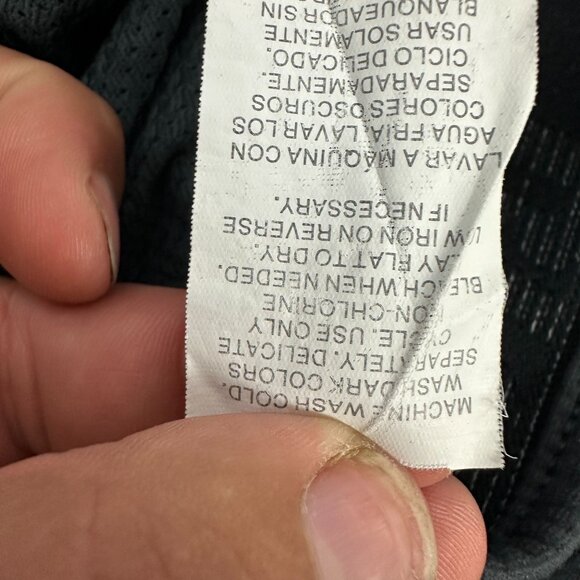 MACHINE WASH COLD.
WASH DARK COLORS
SEPARATELY. DELICATE
CYCLE. USE ONLY
NON-CHLORINE
BLEACH WHEN NEEDED.
LAY FLAT TO DRY.
LOW IRON ON REVERSE
IF NECESSARY.
LAVAR A MAQUINA CON
AGUA FRIA. LAVAR LOS
COLORES OSCUROS
SEPARADAMENTE.
CICLO DELICADO.
USAR SOLAMENTE
BLANQUEADOR SIN